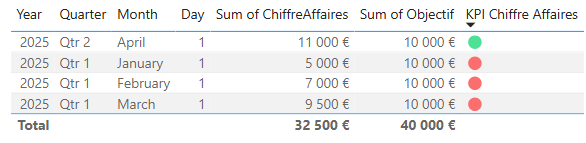 Year Quarter Month Day Sum of ChiffreAffaires Sum of Objectif KPI Chiffre Affaires
2025 Qtr 2 April 1 11 000 € 10 000 €
2025 Qtr 1 January 1 5 000 € 10 000 €
2025 Qtr 1 February 1 7 000 € 10 000 €
2025 Qtr 1 March 1 9 500 € 10 000 €
Total 32 500 € 40 000 €